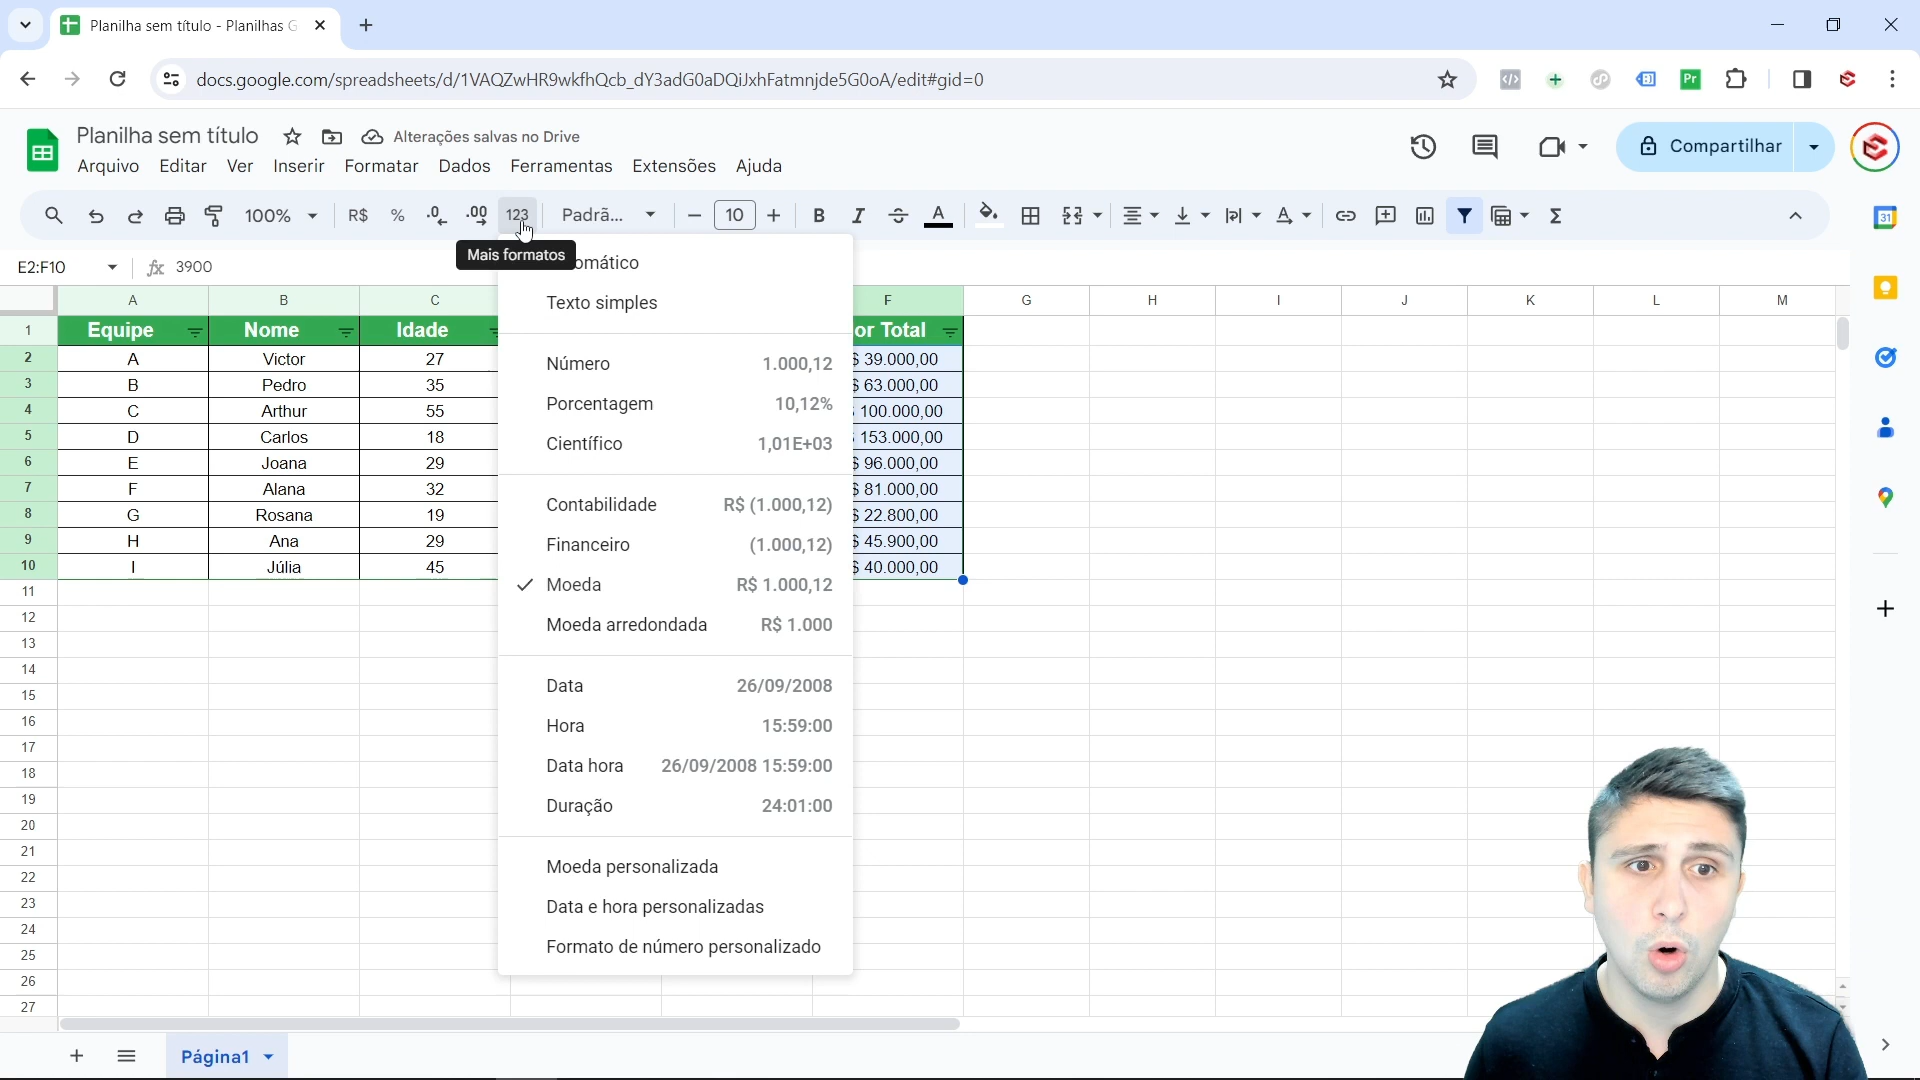 Planilha sem título - Planilhas G
docs.google.com/spreadsheets/d/1VAQZwHR9wkfhQcb_dY3adG0aDQiJxhFatmnjde5G0oA/edit#gid=0
Pr
Planilha sem título
Alterações salvas no Drive
Compartilhar
Arquivo Editar Ver Inserir Formatar Dados Ferramentas Extensões Ajuda
100% R$ % .0 .00 123 Padrã... 10 B I A Σ
31
Mais formatos
E2:F10 fx 3900
A B C F G H I J K L M
1 Equipe Nome Idade or Total
2 A Victor 27 $ 39.000,00
3 B Pedro 35 $ 63.000,00
4 C Arthur 55 100.000,00
5 D Carlos 18 153.000,00
6 E Joana 29 $ 96.000,00
7 F Alana 32 $ 81.000,00
8 G Rosana 19 $ 22.800,00
9 H Ana 29 $ 45.900,00
10 I Júlia 45 $ 40.000,00
11
12
13
14
15
16
17
18
19
20
21
22
23
24
25
26
27
omático
Texto simples
Número 1.000,12
Porcentagem 10,12%
Científico 1,01E+03
Contabilidade R$ (1.000,12)
Financeiro (1.000,12)
Moeda R$ 1.000,12
Moeda arredondada R$ 1.000
Data 26/09/2008
Hora 15:59:00
Data hora 26/09/2008 15:59:00
Duração 24:01:00
Moeda personalizada
Data e hora personalizadas
Formato de número personalizado
Página1